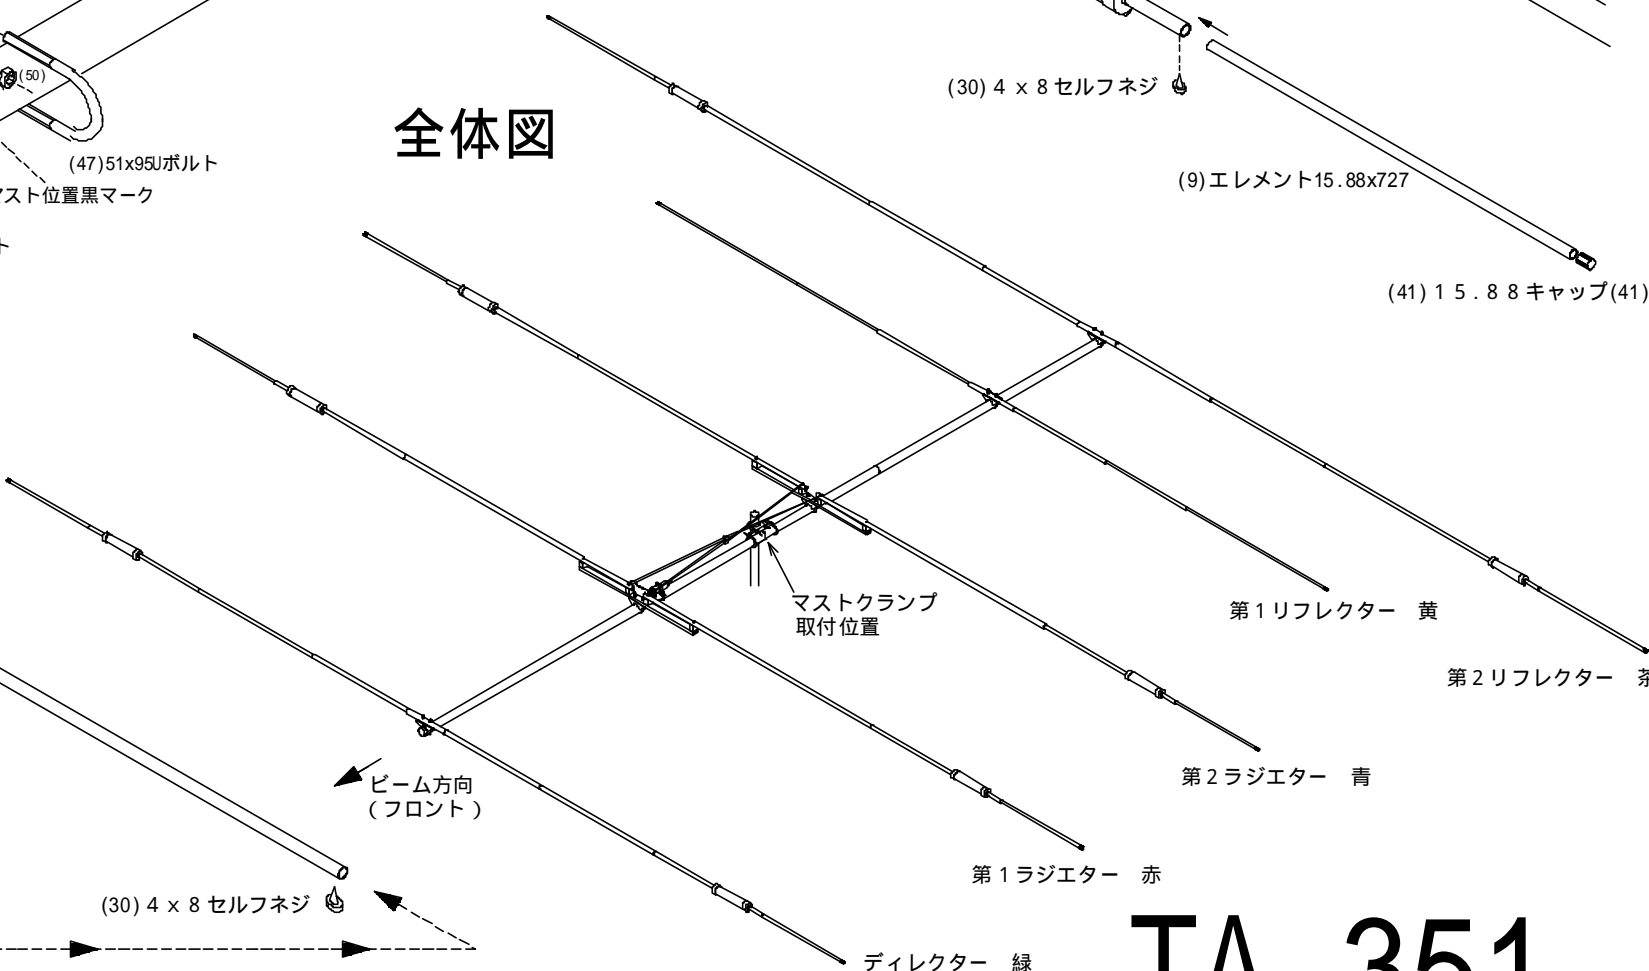 (50)
(47)51x95Uボルト
マスト位置黒マーク
全体図
(30)４ｘ８セルフネジ
(9)エレメント15.88x727
(41)１５.８８キャップ(41)
マストクランプ
取付位置
第１リフレクター　黄
第２リフレクター　茶
第２ラジエター　青
ビーム方向
(フロント)
第１ラジエター　赤
(30)４ｘ８セルフネジ
ディレクター　緑
TA 351